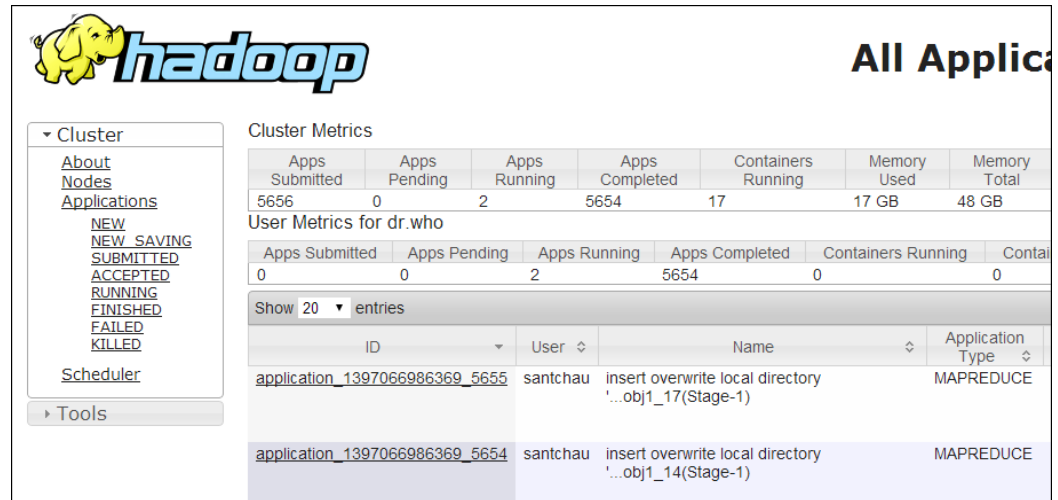 hadoop
All Applica
Cluster
About
Nodes
Applications
NEW
NEW_SAVING
SUBMITTED
ACCEPTED
RUNNING
FINISHED
FAILED
KILLED
Scheduler
Tools
Cluster Metrics
Apps Submitted Apps Pending Apps Running Apps Completed Containers Running Memory Used Memory Total
5656 0 2 5654 17 17 GB 48 GB
User Metrics for dr.who
Apps Submitted Apps Pending Apps Running Apps Completed Containers Running Contai
0 0 2 5654 0 0
Show 20 entries
ID User Name Application Type
application_1397066986369_5655 santchau insert overwrite local directory MAPREDUCE
'...obj1_17(Stage-1)
application_1397066986369_5654 santchau insert overwrite local directory MAPREDUCE
'...obj1_14(Stage-1)